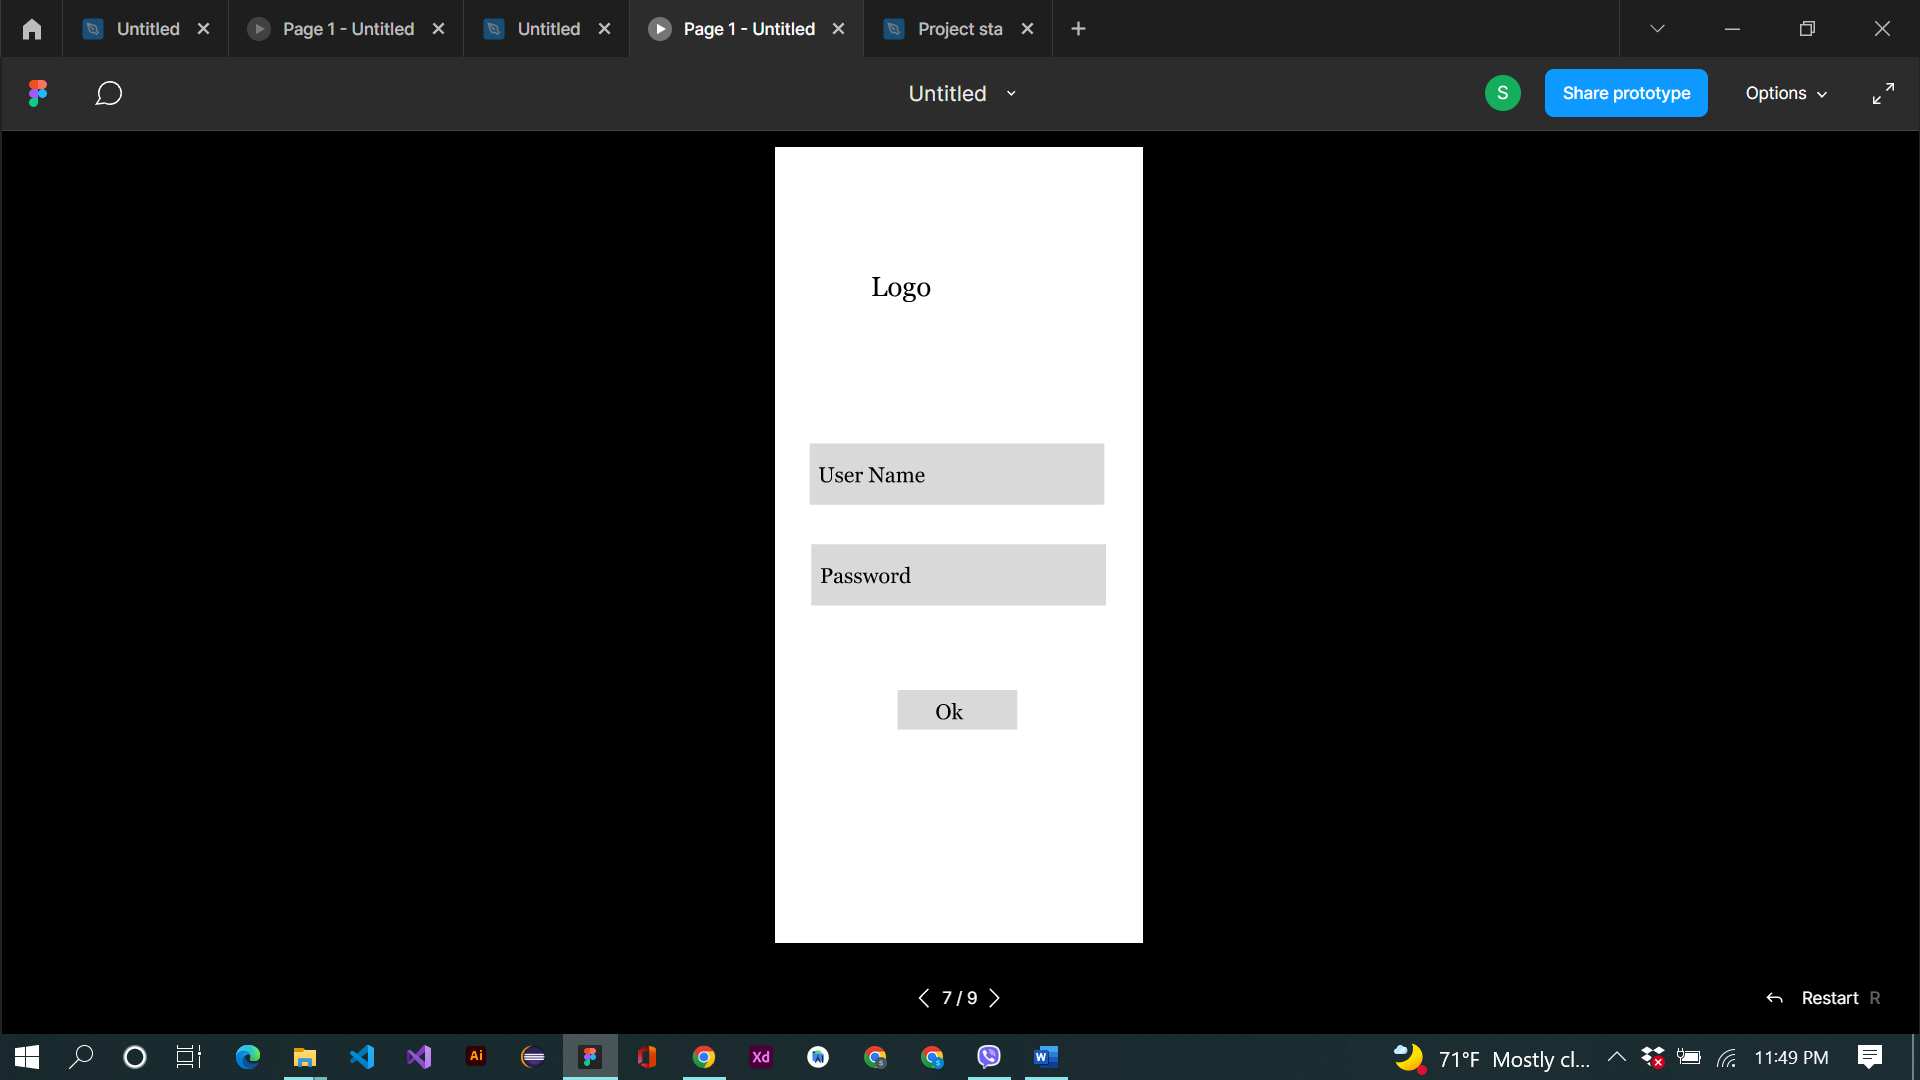 Untitled
Page 1 - Untitled
Untitled
Page 1 - Untitled
Project sta
Untitled
S
Share prototype
Options
Logo
User Name
Password
Ok
7 / 9
Restart R
Ai
Xd
W
71°F Mostly cl...
11:49 PM